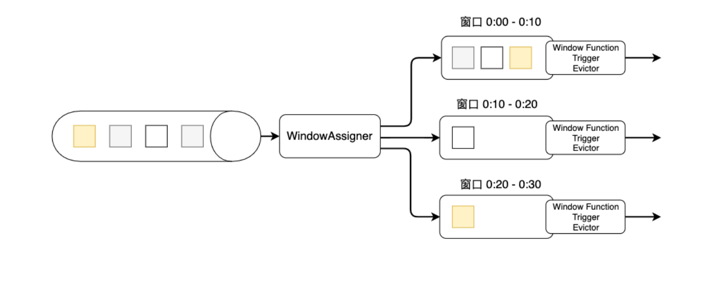 窗口 0:00 - 0:10
Window Function
Trigger
Evictor
WindowAssigner
窗口 0:10 - 0:20
Window Function
Trigger
Evictor
窗口 0:20 - 0:30
Window Function
Trigger
Evictor